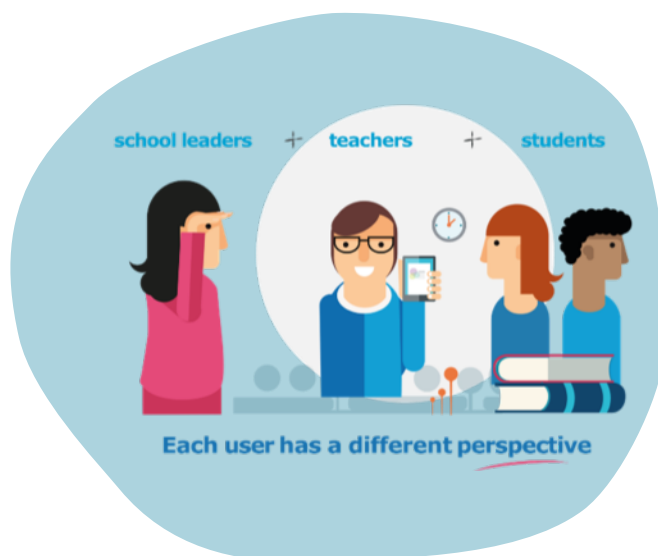 school leaders + teachers + students
Each user has a different perspective